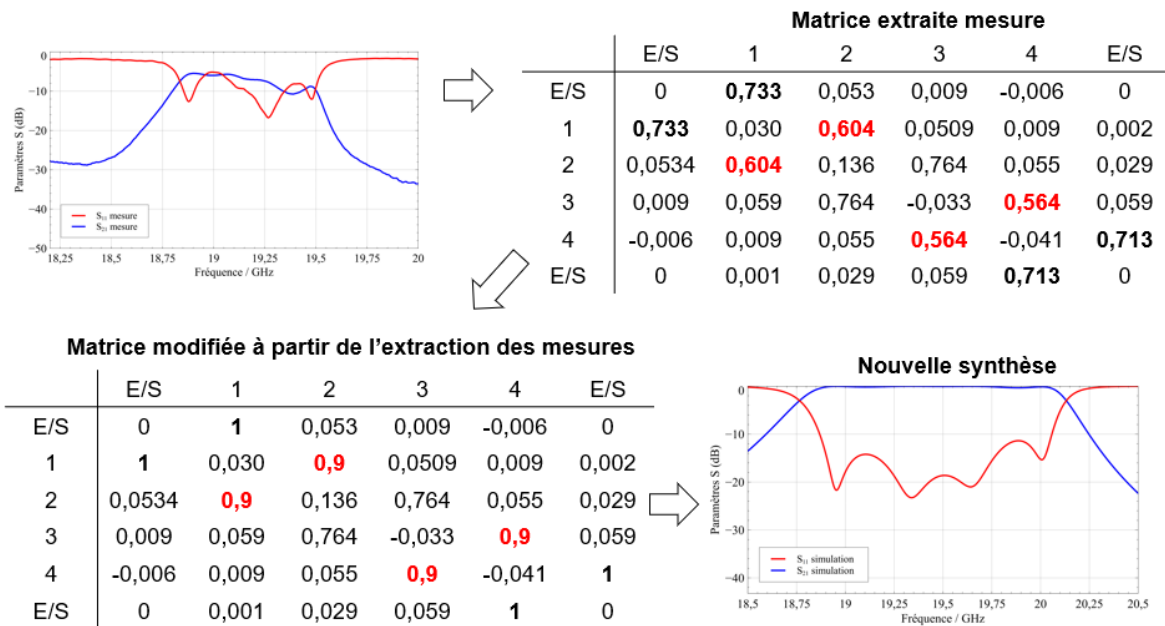 Matrice extraite mesure
E/S 1 2 3 4 E/S
E/S 0 0,733 0,053 0,009 -0,006 0
1 0,733 0,030 0,604 0,0509 0,009 0,002
2 0,0534 0,604 0,136 0,764 0,055 0,029
3 0,009 0,059 0,764 -0,033 0,564 0,059
4 -0,006 0,009 0,055 0,564 -0,041 0,713
E/S 0 0,001 0,029 0,059 0,713 0
0
−10
−20
−30
−40
−50
Paramètres S (dB)
S11 mesure
S21 mesure
18,25 18,5 18,75 19 19,25 19,5 19,75 20
Fréquence / GHz
Matrice modifiée à partir de l’extraction des mesures
E/S 1 2 3 4 E/S
E/S 0 1 0,053 0,009 -0,006 0
1 1 0,030 0,9 0,0509 0,009 0,002
2 0,0534 0,9 0,136 0,764 0,055 0,029
3 0,009 0,059 0,764 -0,033 0,9 0,059
4 -0,006 0,009 0,055 0,9 -0,041 1
E/S 0 0,001 0,029 0,059 1 0
Nouvelle synthèse
0
−10
−20
−30
−40
Paramètres S (dB)
S11 simulation
S21 simulation
18,5 18,75 19 19,25 19,5 19,75 20 20,25 20,5
Fréquence / GHz